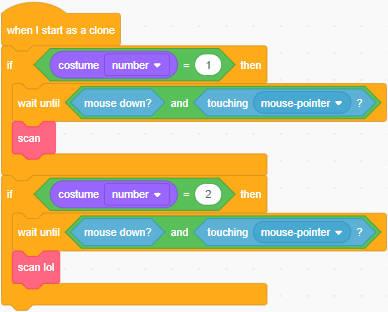 when I start as a clone
if costume number = 1 then
wait until mouse down? and touching mouse-pointer ?
scan
if costume number = 2 then
wait until mouse down? and touching mouse-pointer ?
scan lol